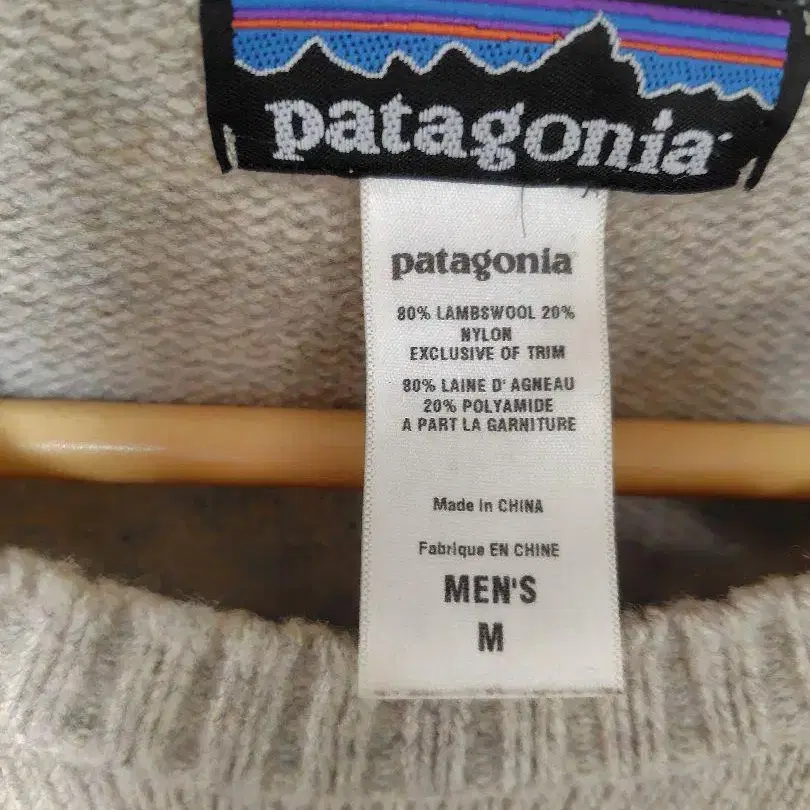 patagonia
patagonia
80% LAMBSWOOL 20%
NYLON
EXCLUSIVE OF TRIM
80% LAINE D' AGNEAU
20% POLYAMIDE
A PART LA GARNITURE
Made in CHINA
Fabrique EN CHINE
MEN'S
M